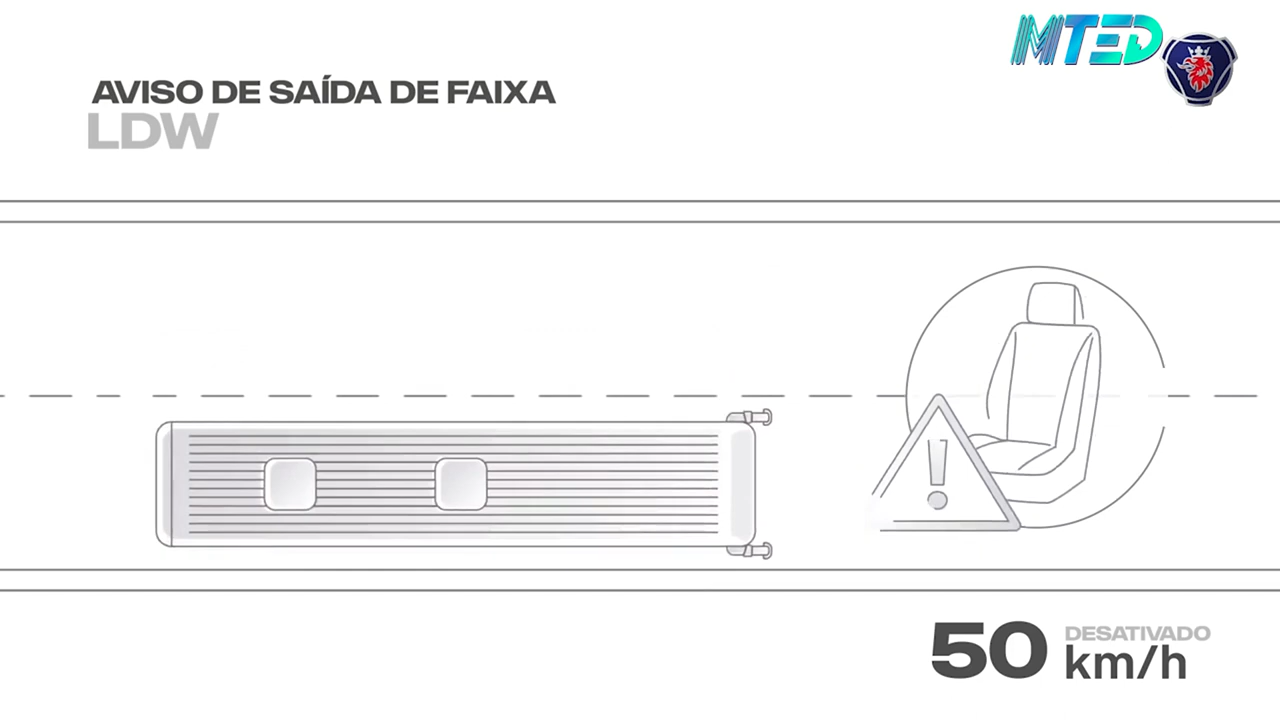 MTED
AVISO DE SAÍDA DE FAIXA
LDW
!
50 DESATIVADO
km/h